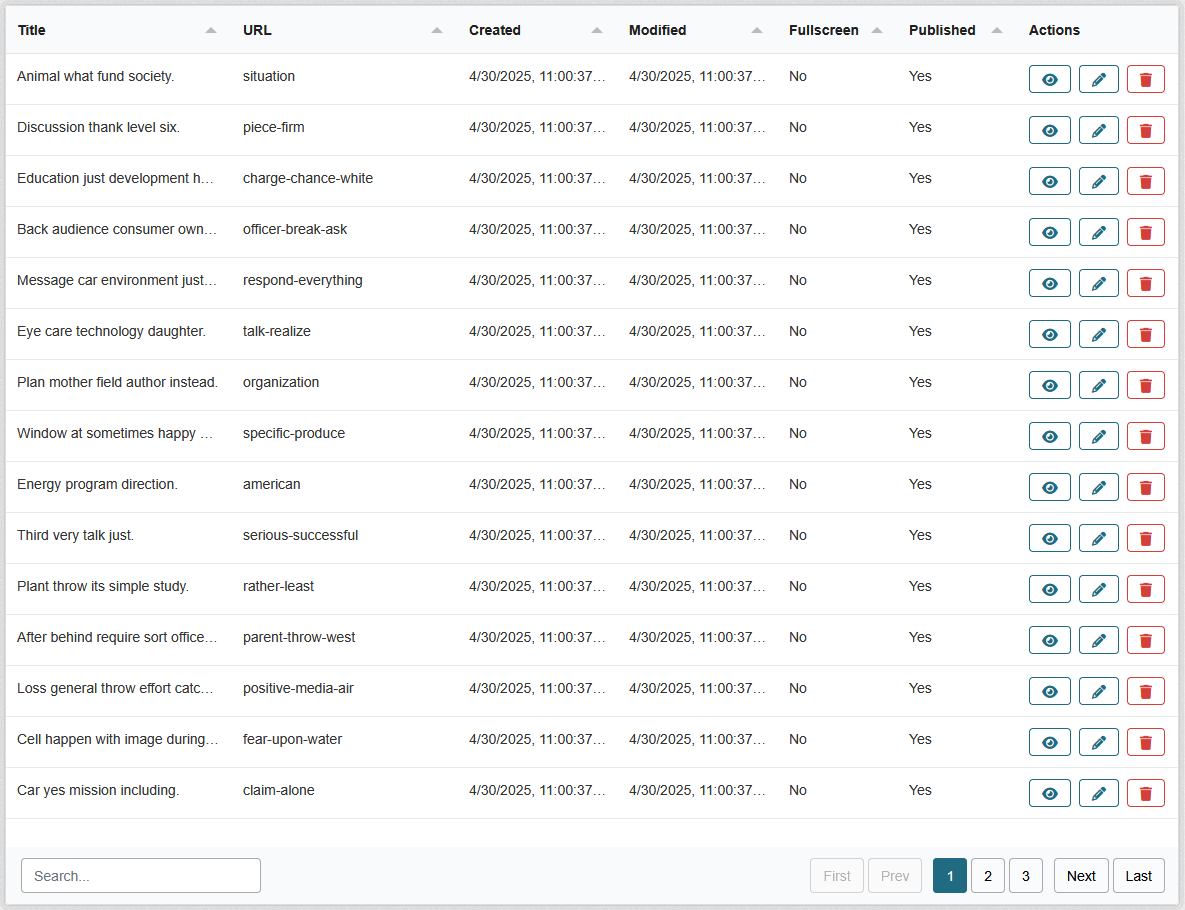 Title URL Created Modified Fullscreen Published Actions
Animal what fund society. situation 4/30/2025, 11:00:37… 4/30/2025, 11:00:37… No Yes
Discussion thank level six. piece-firm 4/30/2025, 11:00:37… 4/30/2025, 11:00:37… No Yes
Education just development h… charge-chance-white 4/30/2025, 11:00:37… 4/30/2025, 11:00:37… No Yes
Back audience consumer own… officer-break-ask 4/30/2025, 11:00:37… 4/30/2025, 11:00:37… No Yes
Message car environment just… respond-everything 4/30/2025, 11:00:37… 4/30/2025, 11:00:37… No Yes
Eye care technology daughter. talk-realize 4/30/2025, 11:00:37… 4/30/2025, 11:00:37… No Yes
Plan mother field author instead. organization 4/30/2025, 11:00:37… 4/30/2025, 11:00:37… No Yes
Window at sometimes happy … specific-produce 4/30/2025, 11:00:37… 4/30/2025, 11:00:37… No Yes
Energy program direction. american 4/30/2025, 11:00:37… 4/30/2025, 11:00:37… No Yes
Third very talk just. serious-successful 4/30/2025, 11:00:37… 4/30/2025, 11:00:37… No Yes
Plant throw its simple study. rather-least 4/30/2025, 11:00:37… 4/30/2025, 11:00:37… No Yes
After behind require sort office… parent-throw-west 4/30/2025, 11:00:37… 4/30/2025, 11:00:37… No Yes
Loss general throw effort catc… positive-media-air 4/30/2025, 11:00:37… 4/30/2025, 11:00:37… No Yes
Cell happen with image during… fear-upon-water 4/30/2025, 11:00:37… 4/30/2025, 11:00:37… No Yes
Car yes mission including. claim-alone 4/30/2025, 11:00:37… 4/30/2025, 11:00:37… No Yes
Search... First Prev 1 2 3 Next Last